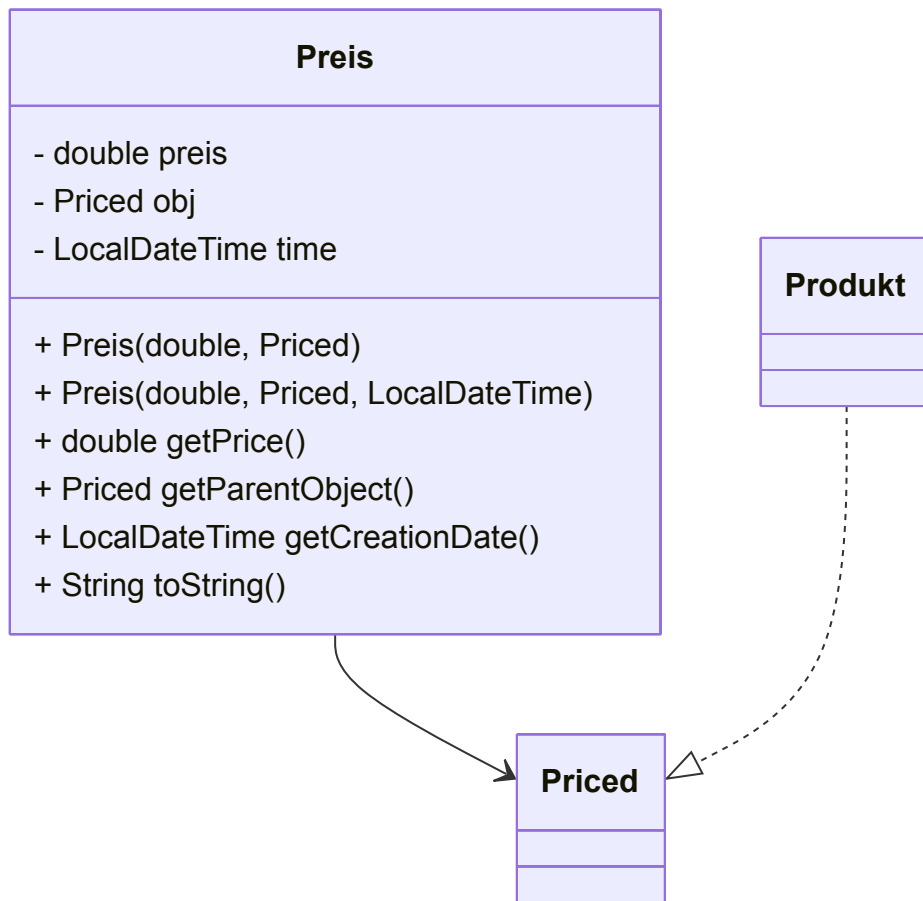 Preis
- double preis
- Priced obj
- LocalDateTime time
+ Preis(double, Priced)
+ Preis(double, Priced, LocalDateTime)
+ double getPrice()
+ Priced getParentObject()
+ LocalDateTime getCreationDate()
+ String toString()
Produkt
Priced